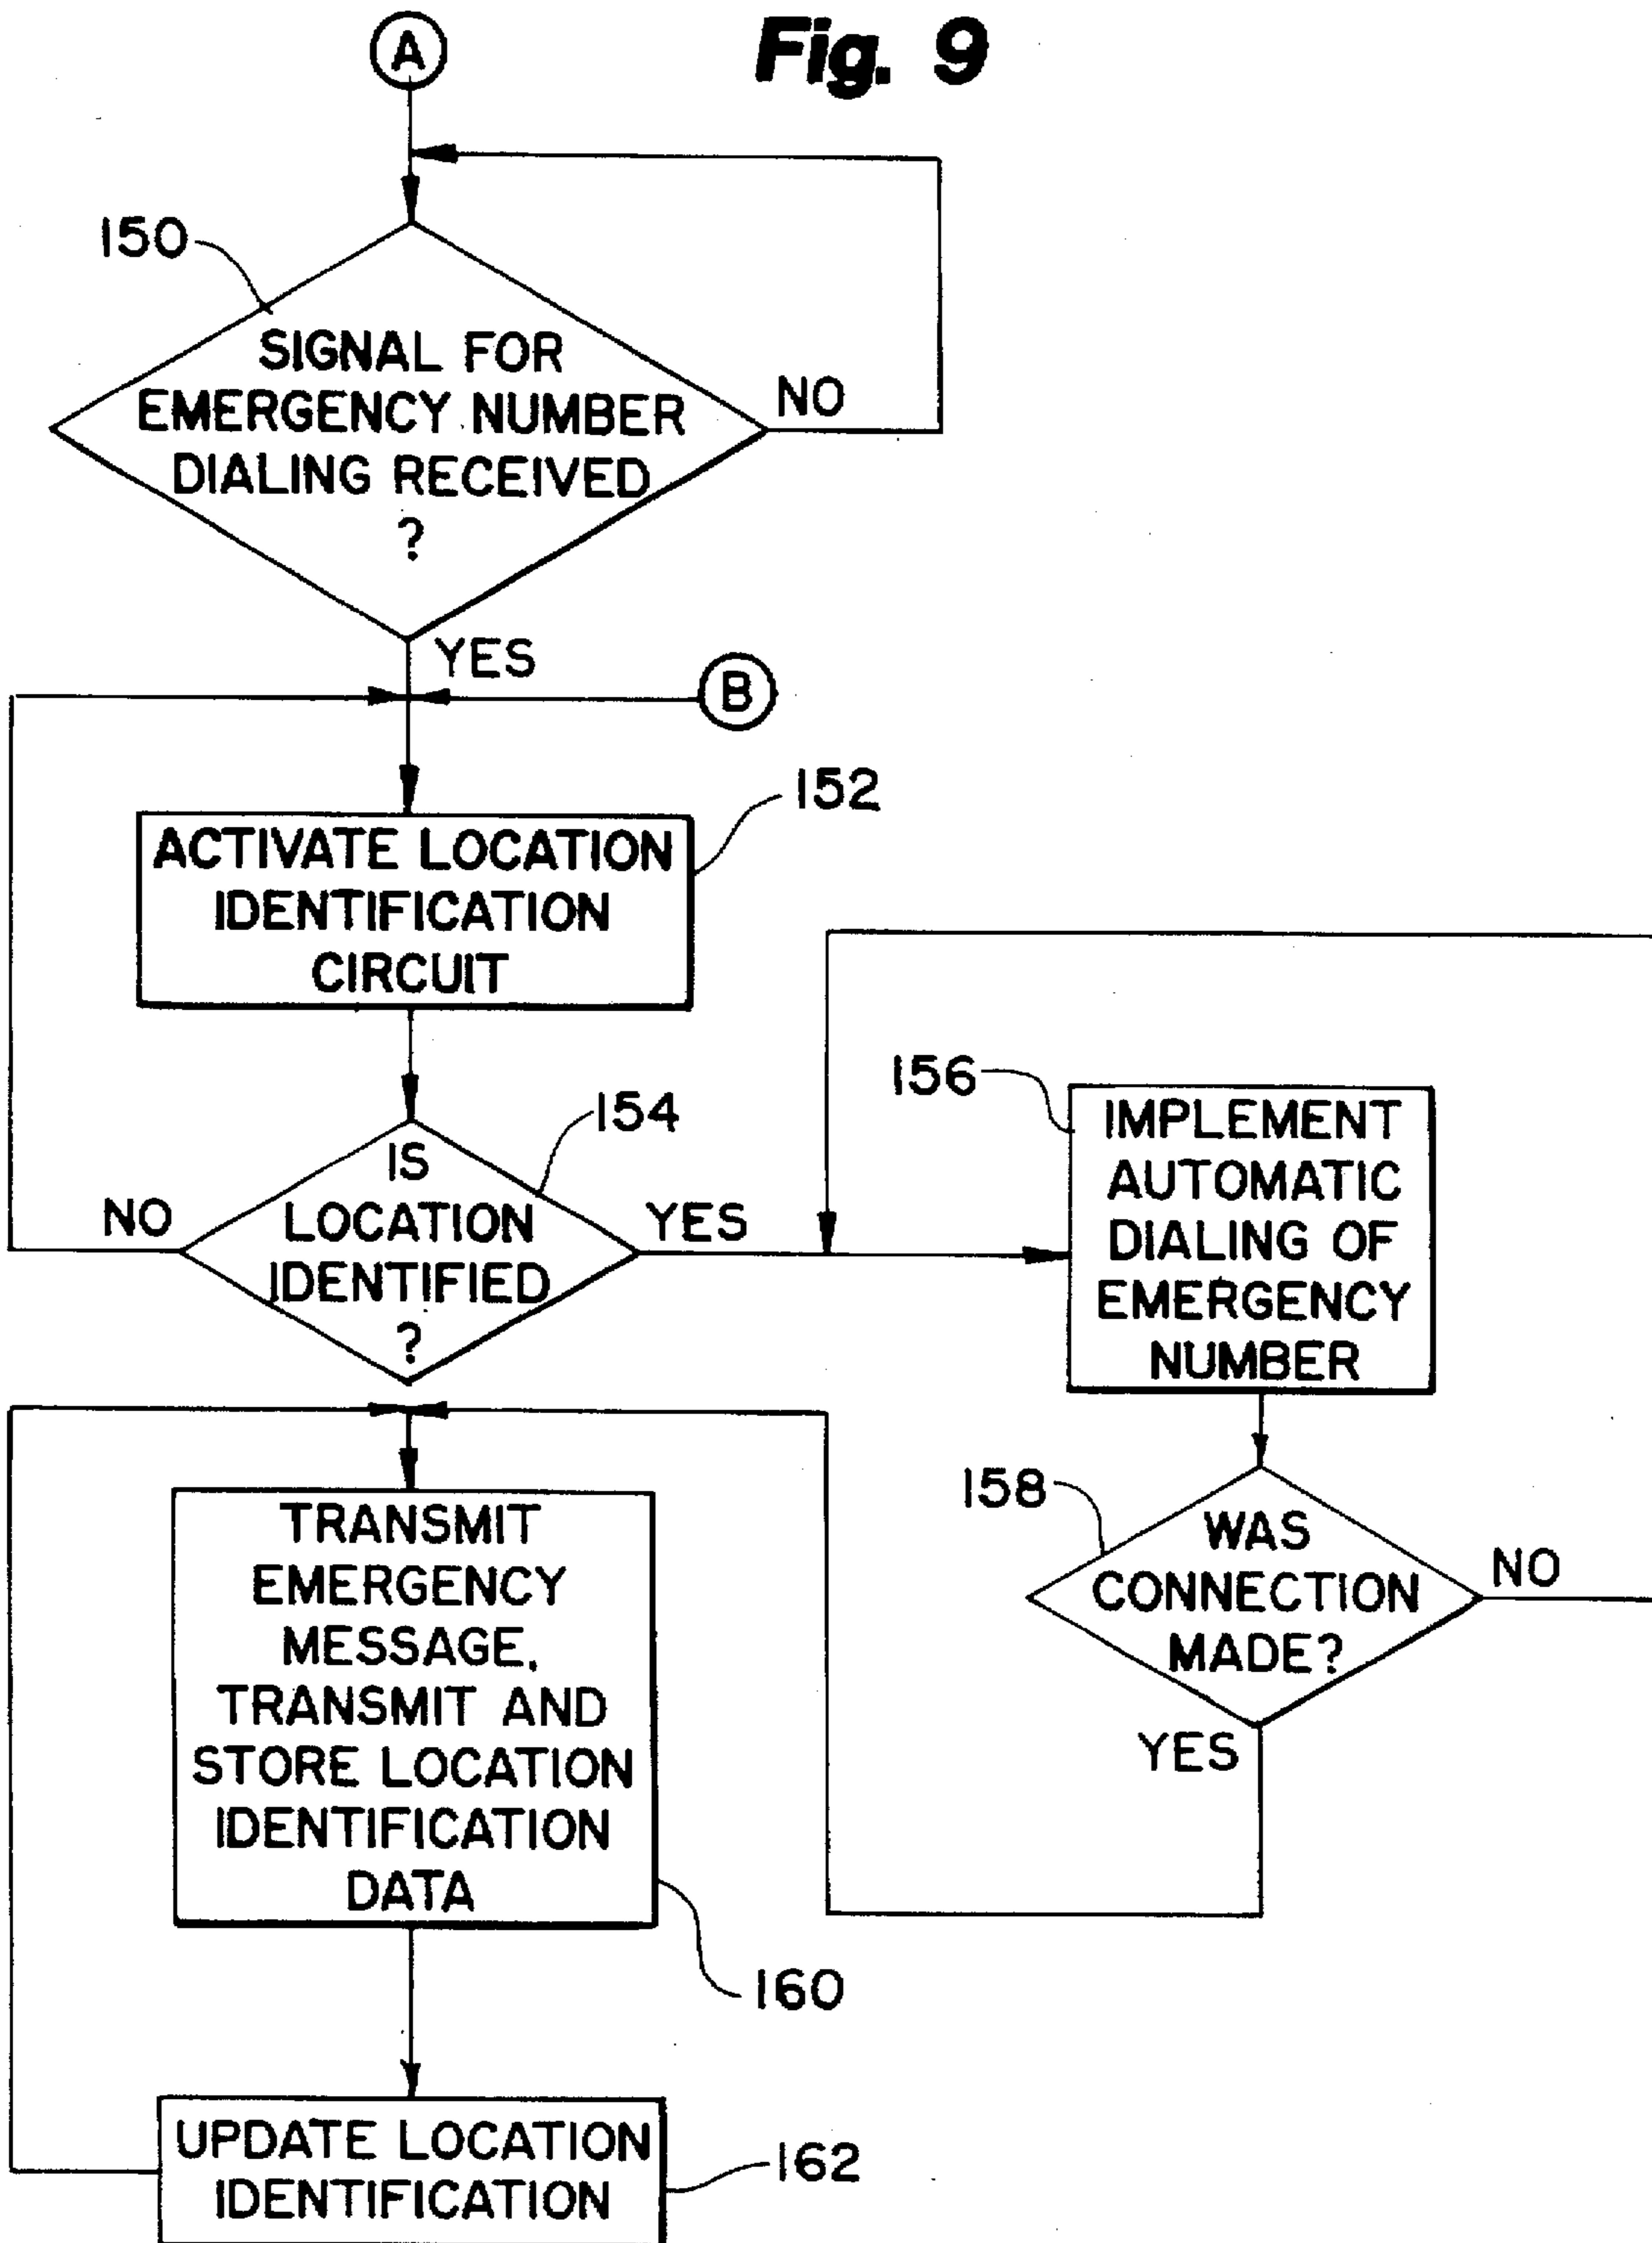 Fig. 9
A
150
SIGNAL FOR
EMERGENCY NUMBER
DIALING RECEIVED
?
NO
YES
B
152
ACTIVATE LOCATION
IDENTIFICATION
CIRCUIT
154
IS
LOCATION
IDENTIFIED
?
NO
YES
156
IMPLEMENT
AUTOMATIC
DIALING OF
EMERGENCY
NUMBER
158
WAS
CONNECTION
MADE?
NO
YES
TRANSMIT
EMERGENCY
MESSAGE,
TRANSMIT AND
STORE LOCATION
IDENTIFICATION
DATA
160
UPDATE LOCATION
IDENTIFICATION
162